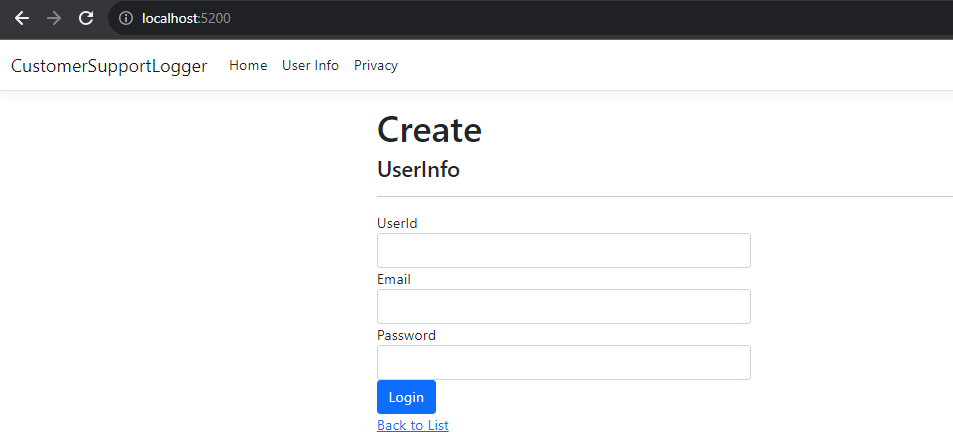 localhost:5200
CustomerSupportLogger Home User Info Privacy
Create
UserInfo
UserId
Email
Password
Login
Back to List